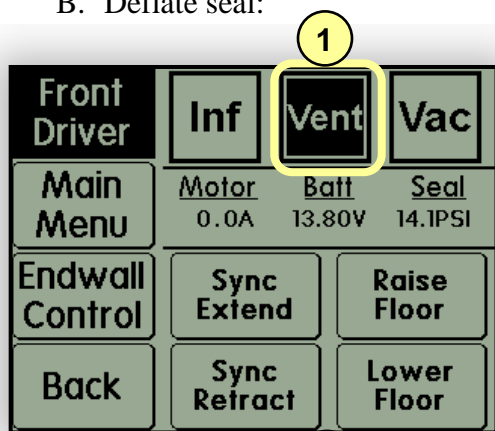 B. Deflate seal:
1
Front
Driver
Inf
Vent
Vac
Main
Menu
Motor
Batt
Seal
0.0A
13.80V
14.1PSI
Endwall
Control
Sync
Extend
Raise
Floor
Back
Sync
Retract
Lower
Floor